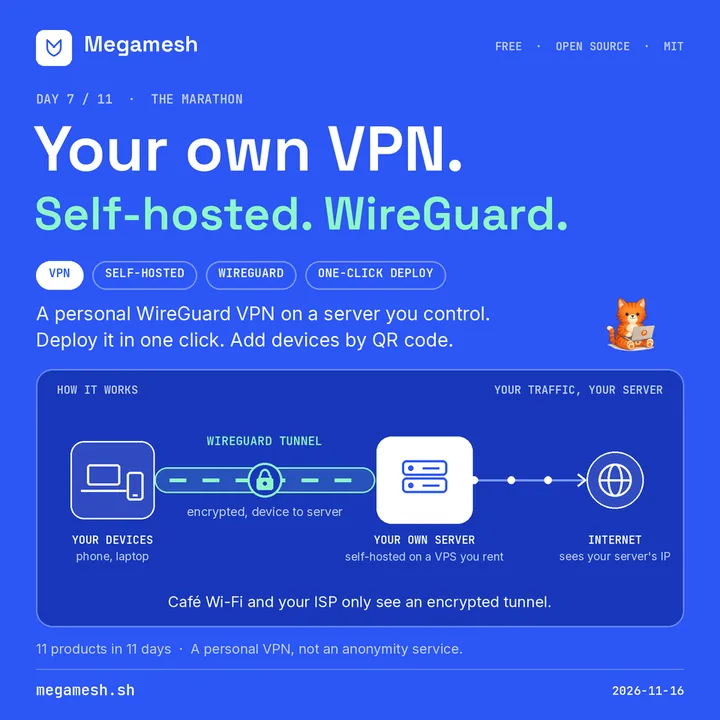 Megamesh
FREE · OPEN SOURCE · MIT
DAY 7 / 11 · THE MARATHON
Your own VPN.
Self-hosted. WireGuard.
VPN
SELF-HOSTED
WIREGUARD
ONE-CLICK DEPLOY
A personal WireGuard VPN on a server you control.
Deploy it in one click. Add devices by QR code.
HOW IT WORKS
YOUR TRAFFIC, YOUR SERVER
WIREGUARD TUNNEL
encrypted, device to server
YOUR DEVICES
phone, laptop
YOUR OWN SERVER
self-hosted on a VPS you rent
INTERNET
sees your server's IP
Café Wi-Fi and your ISP only see an encrypted tunnel.
11 products in 11 days · A personal VPN, not an anonymity service.
megamesh.sh
2026-11-16